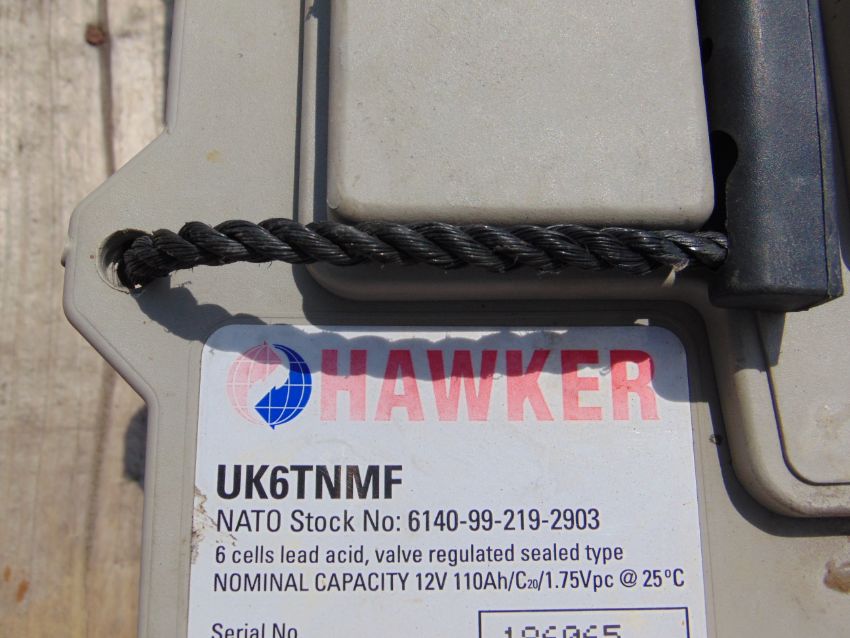 HAWKER
UK6TNMF
NATO Stock No: 6140-99-219-2903
6 cells lead acid, valve regulated sealed type
NOMINAL CAPACITY 12V 110Ah/C₂₀/1.75Vpc @ 25°C
Serial No